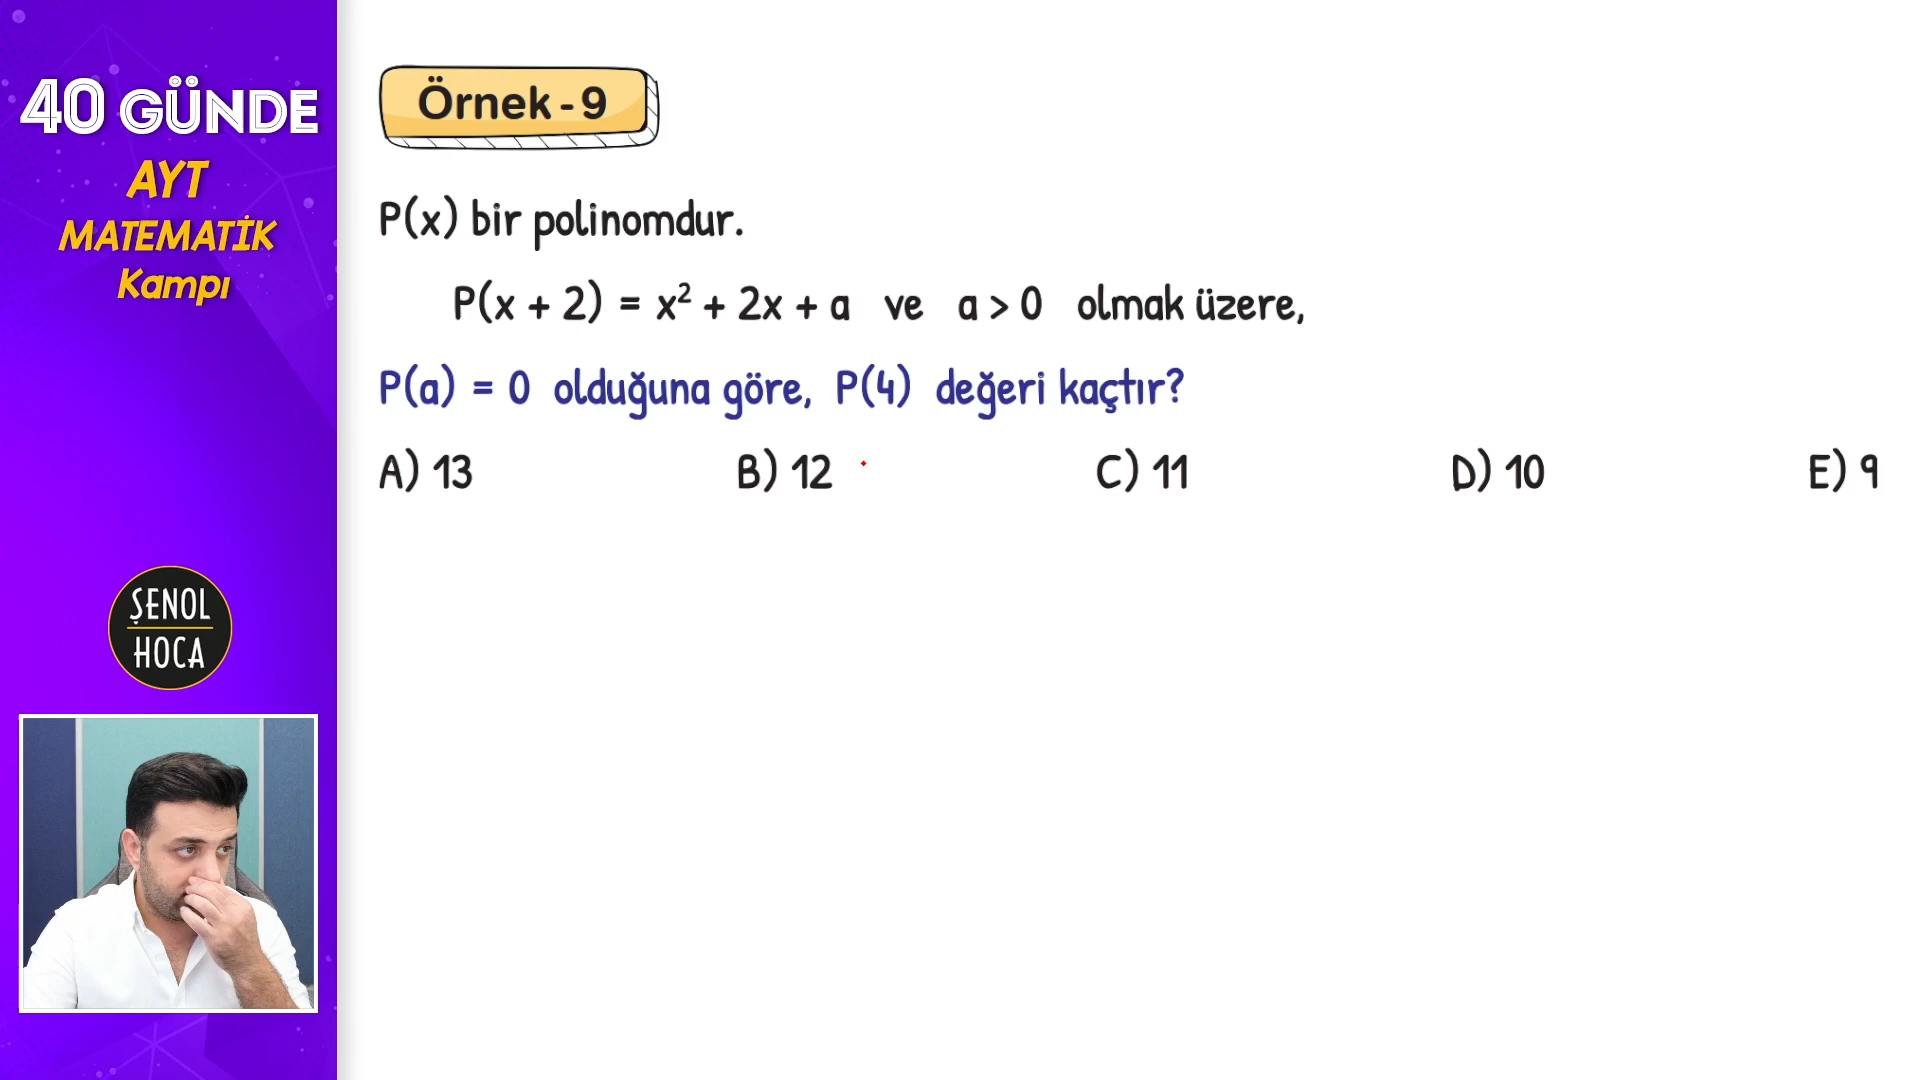 40 GÜNDE
AYT
MATEMATİK
Kampı
ŞENOL
HOCA
Örnek - 9
P(x) bir polinomdur.
P(x + 2) = x² + 2x + a ve a > 0 olmak üzere,
P(a) = 0 olduğuna göre, P(4) değeri kaçtır?
A) 13 B) 12 C) 11 D) 10 E) 9